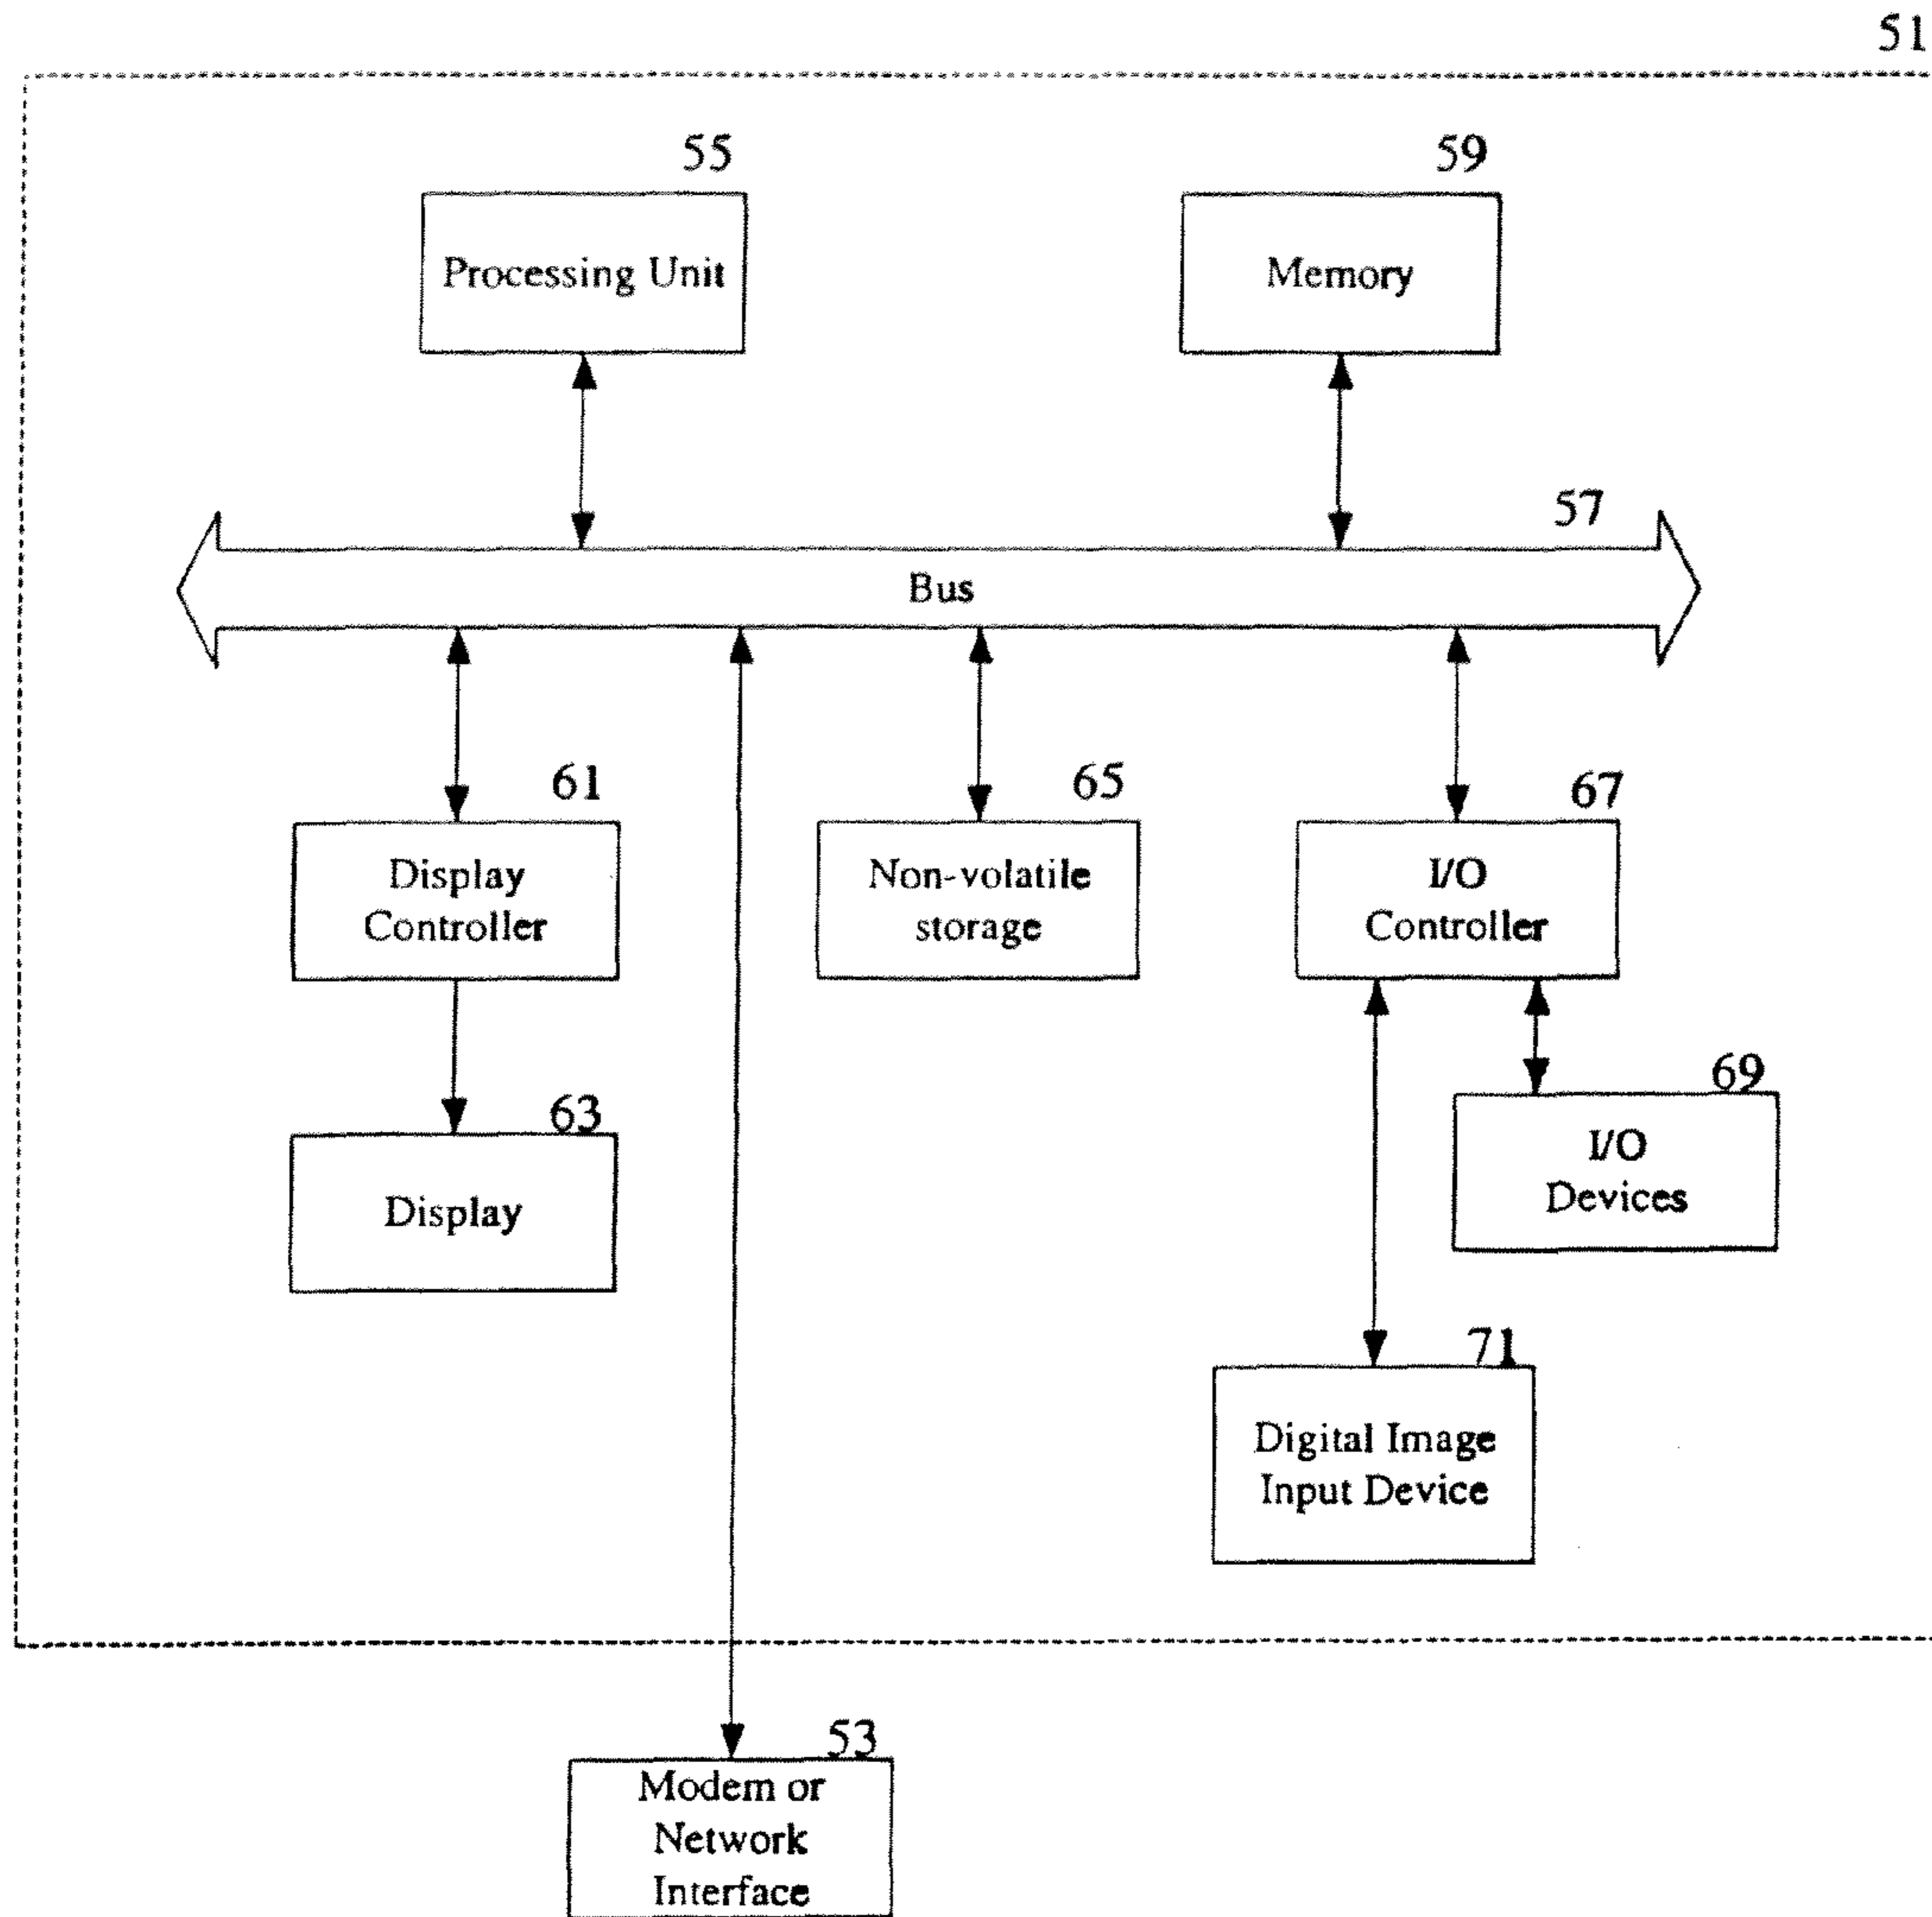 51
55
59
Processing Unit
Memory
57
Bus
61
65
67
Display
Controller
Non-volatile
storage
I/O
Controller
63
69
Display
I/O
Devices
71
Digital Image
Input Device
53
Modem or
Network
Interface